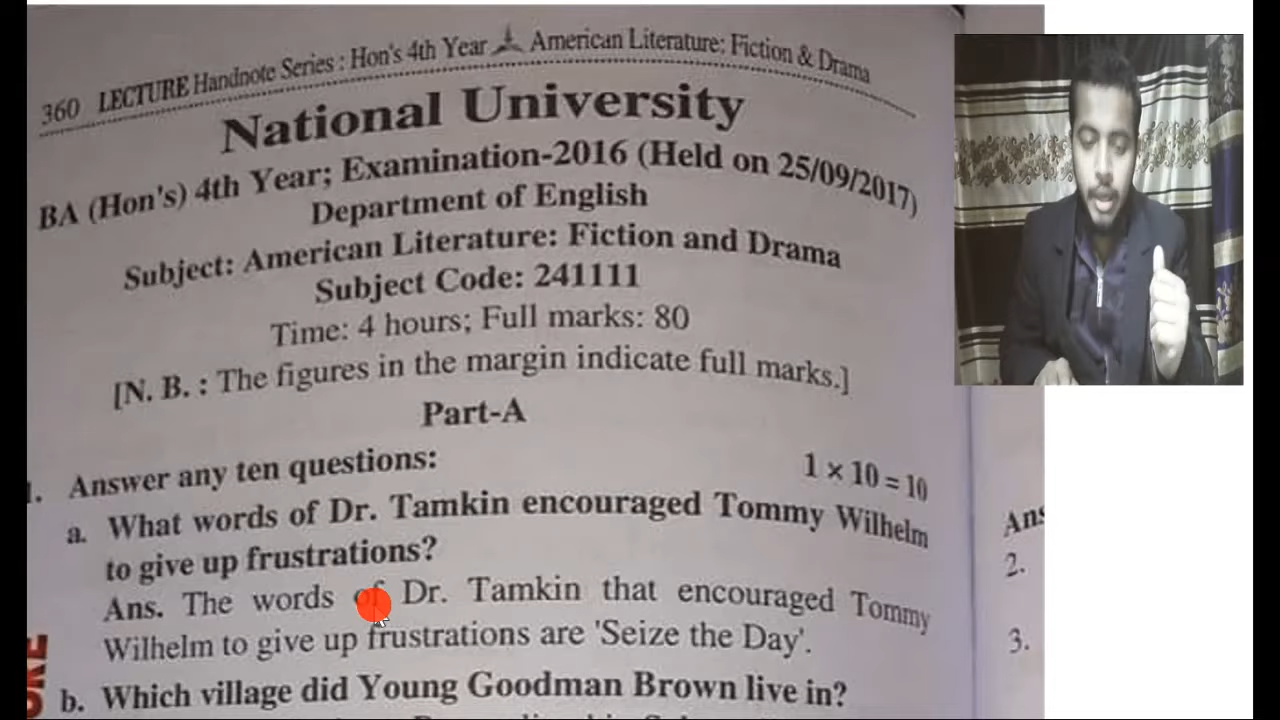 360 LECTURE Handnote Series : Hon's 4th Year American Literature: Fiction & Drama
National University
BA (Hon's) 4th Year; Examination-2016 (Held on 25/09/2017)
Department of English
Subject: American Literature: Fiction and Drama
Subject Code: 241111
Time: 4 hours; Full marks: 80
[N. B. : The figures in the margin indicate full marks.]
Part-A
1. Answer any ten questions: 1 × 10 = 10
a. What words of Dr. Tamkin encouraged Tommy Wilhelm
to give up frustrations?
Ans. The words of Dr. Tamkin that encouraged Tommy
Wilhelm to give up frustrations are 'Seize the Day'.
b. Which village did Young Goodman Brown live in?
Ans
2.
3.